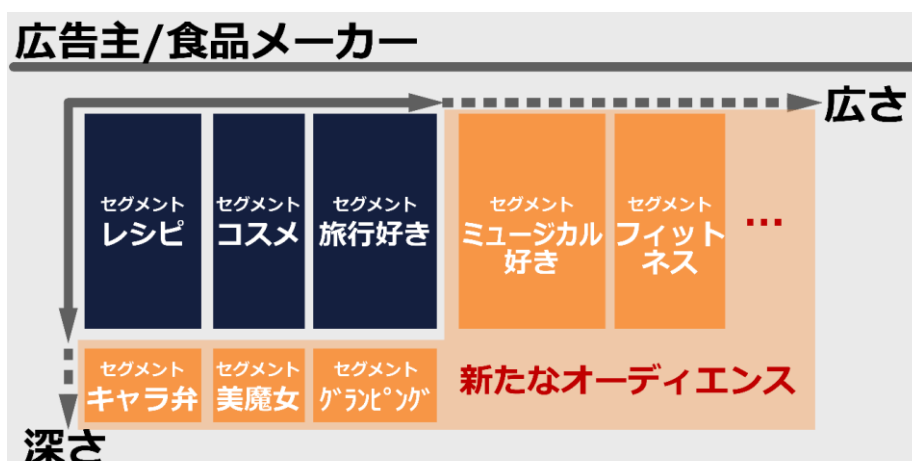 広告主/食品メーカー
広さ
セグメント
レシピ
セグメント
コスメ
セグメント
旅行好き
セグメント
ミュージカル
好き
セグメント
フィット
ネス
…
セグメント
キャラ弁
セグメント
美魔女
セグメント
グランピング
新たなオーディエンス
深さ